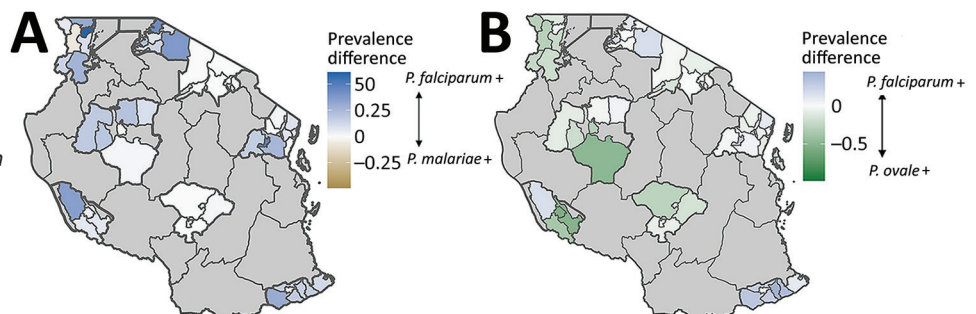 A
Prevalence
difference
50
0.25
0
−0.25
P. falciparum +
P. malariae +
B
Prevalence
difference
0
−0.5
P. falciparum +
P. ovale +